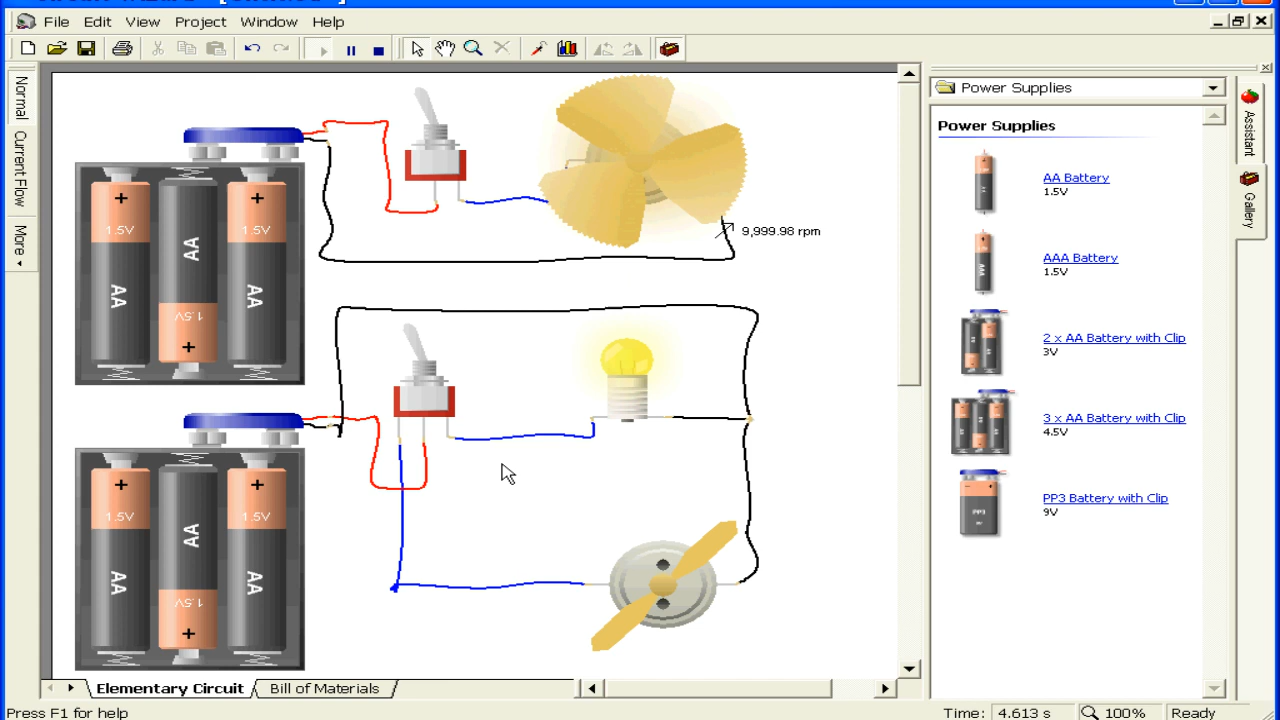 File Edit View Project Window Help
Normal
Current Flow
More
Power Supplies
Power Supplies
AA Battery
1.5V
AAA Battery
1.5V
2 x AA Battery with Clip
3V
3 x AA Battery with Clip
4.5V
PP3 Battery with Clip
9V
Assistant
Gallery
+ AA +
1.5V 1.5V
AA AA
1.5V
+
9,999.98 rpm
+ AA +
1.5V 1.5V
AA AA
1.5V
+
PP3
Elementary Circuit Bill of Materials
Press F1 for help Time: 4.613 s 100% Ready